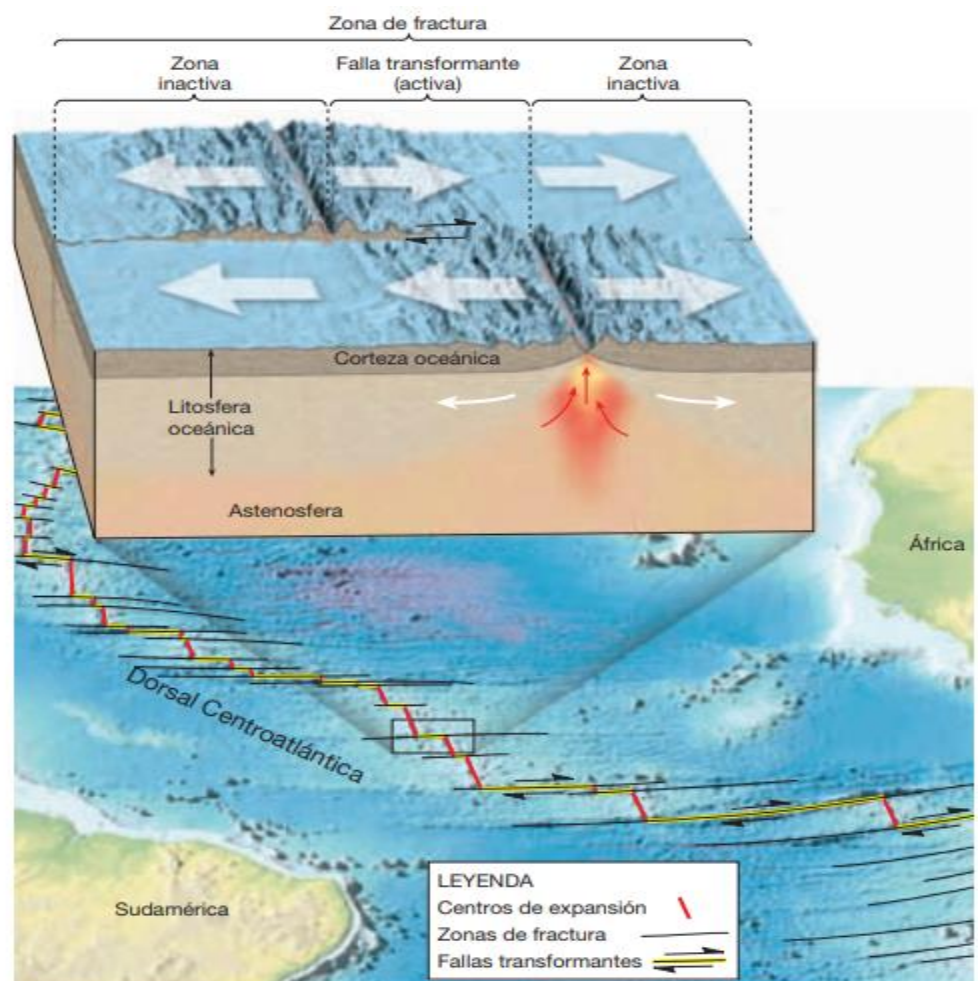 Zona de fractura
Zona
inactiva
Falla transformante
(activa)
Zona
inactiva
Corteza oceánica
Litosfera
oceánica
Astenosfera
África
Dorsal Centroatlántica
Sudamérica
LEYENDA
Centros de expansión
Zonas de fractura
Fallas transformantes